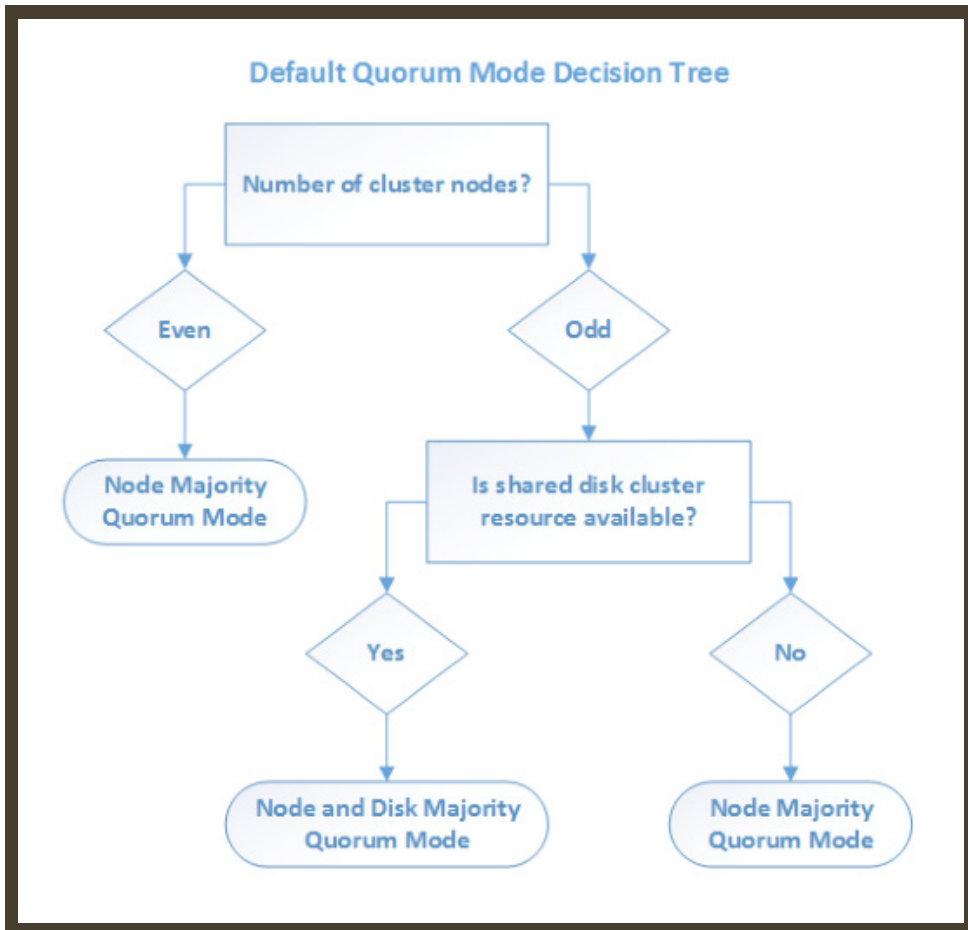 Default Quorum Mode Decision Tree
Number of cluster nodes?
Even
Odd
Node Majority
Quorum Mode
Is shared disk cluster
resource available?
Yes
No
Node and Disk Majority
Quorum Mode
Node Majority
Quorum Mode